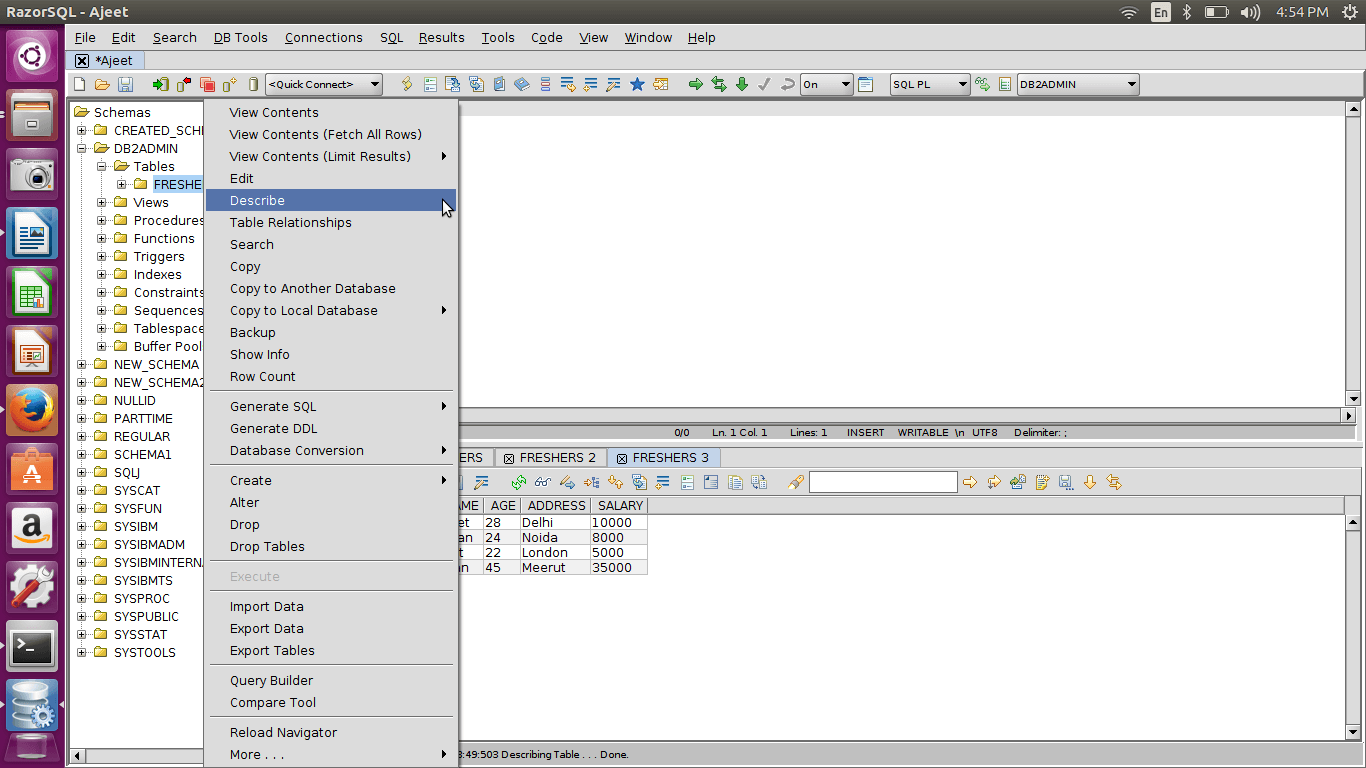 RazorSQL - Ajeet
En
4:54 PM
File Edit Search DB Tools Connections SQL Results Tools Code View Window Help
*Ajeet
<Quick Connect>
On
SQL PL
DB2ADMIN
Schemas
CREATED_SCH
DB2ADMIN
Tables
FRESHE
Views
Procedures
Functions
Triggers
Indexes
Constraints
Sequences
Tablespace
Buffer Pool
NEW_SCHEMA
NEW_SCHEMA2
NULLID
PARTTIME
REGULAR
SCHEMA1
SQLJ
SYSCAT
SYSFUN
SYSIBM
SYSIBMADM
SYSIBMINTERN
SYSIBMTS
SYSPROC
SYSPUBLIC
SYSSTAT
SYSTOOLS
View Contents
View Contents (Fetch All Rows)
View Contents (Limit Results)
Edit
Describe
Table Relationships
Search
Copy
Copy to Another Database
Copy to Local Database
Backup
Show Info
Row Count
Generate SQL
Generate DDL
Database Conversion
Create
Alter
Drop
Drop Tables
Execute
Import Data
Export Data
Export Tables
Query Builder
Compare Tool
Reload Navigator
More . . .
0/0 Ln. 1 Col. 1 Lines: 1 INSERT WRITABLE \n UTF8 Delimiter: ;
ERS FRESHERS 2 FRESHERS 3
AME AGE ADDRESS SALARY
et 28 Delhi 10000
an 24 Noida 8000
t 22 London 5000
an 45 Meerut 35000
:49:503 Describing Table . . . Done.